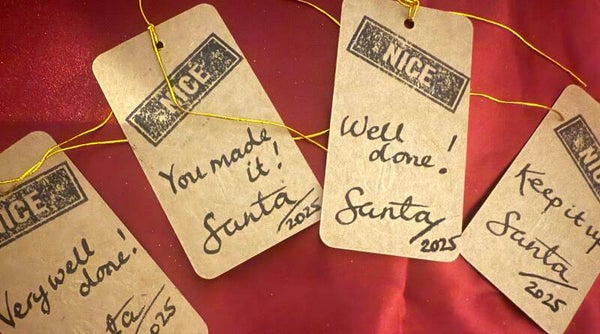 NICE
Very well
done!
ta
2025
NICE
You made
it!
Santa
2025
NICE
Well
done!
Santa
2025
NICE
Keep it up
Santa
2025